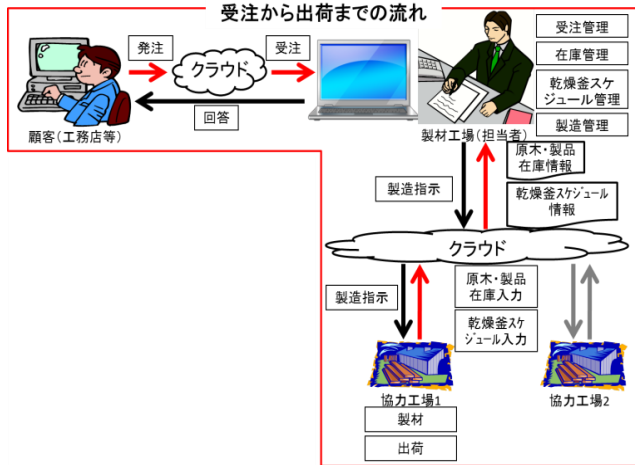 受注から出荷までの流れ
発注
クラウド
受注
回答
顧客(工務店等)
製材工場(担当者)
受注管理
在庫管理
乾燥釜スケ
ジュール管理
製造管理
製造指示
原木・製品
在庫情報
乾燥釜スケジュール
情報
クラウド
製造指示
原木・製品
在庫入力
乾燥釜スケ
ジュール入力
協力工場1
協力工場2
製材
出荷